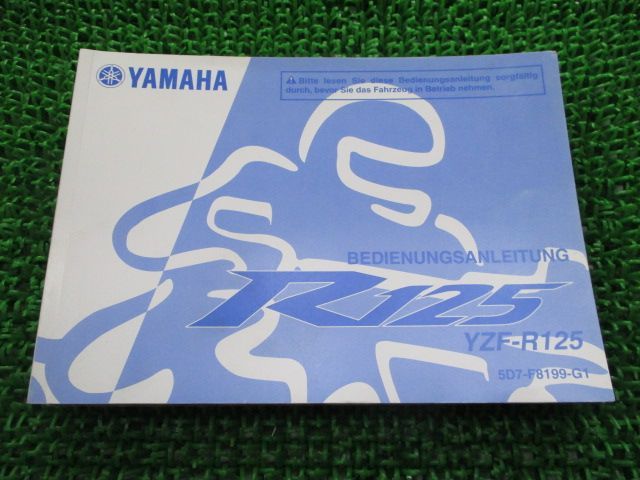 YAMAHA
⚠ Bitte lesen Sie diese Bedienungsanleitung sorgfältig
durch, bevor Sie das Fahrzeug in Betrieb nehmen.
BEDIENUNGSANLEITUNG
R125
YZF-R125
5D7-F8199-G1